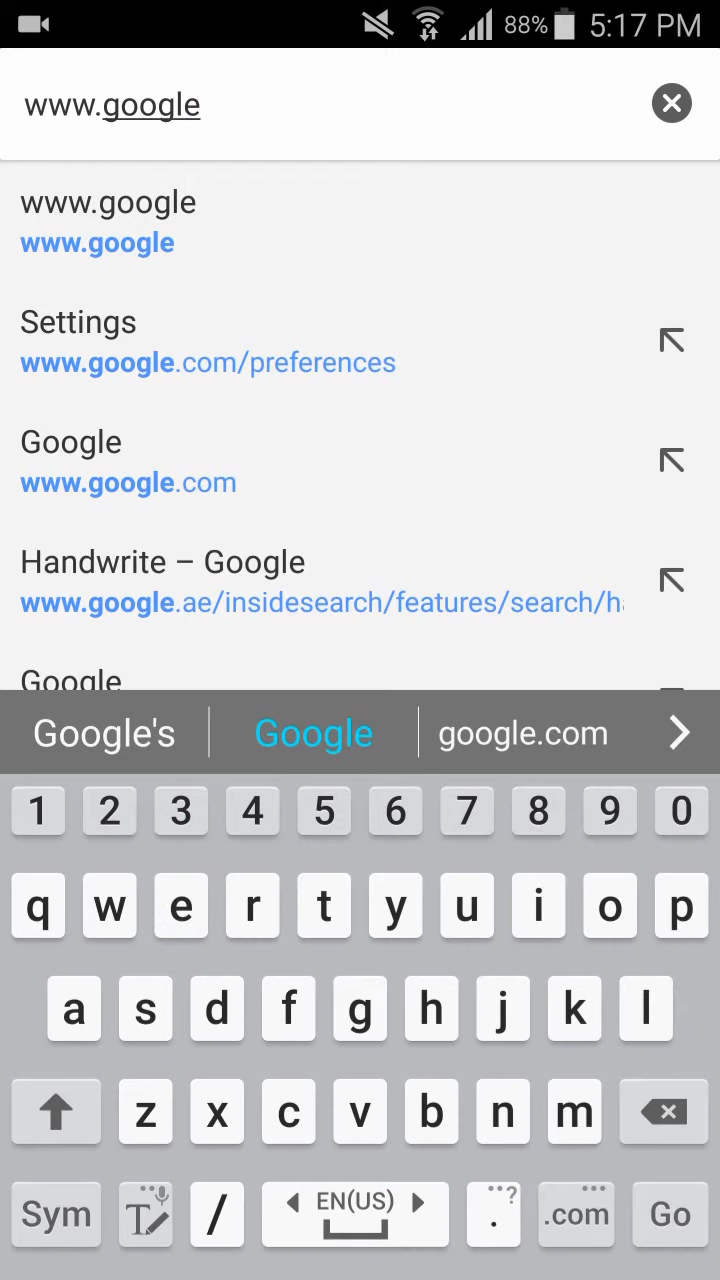 88% 5:17 PM
www.google
www.google
www.google
Settings
www.google.com/preferences
Google
www.google.com
Handwrite – Google
www.google.ae/insidesearch/features/search/h
Google
Google's Google google.com
1 2 3 4 5 6 7 8 9 0
q w e r t y u i o p
a s d f g h j k l
z x c v b n m
Sym T / EN(US) . ? .com Go